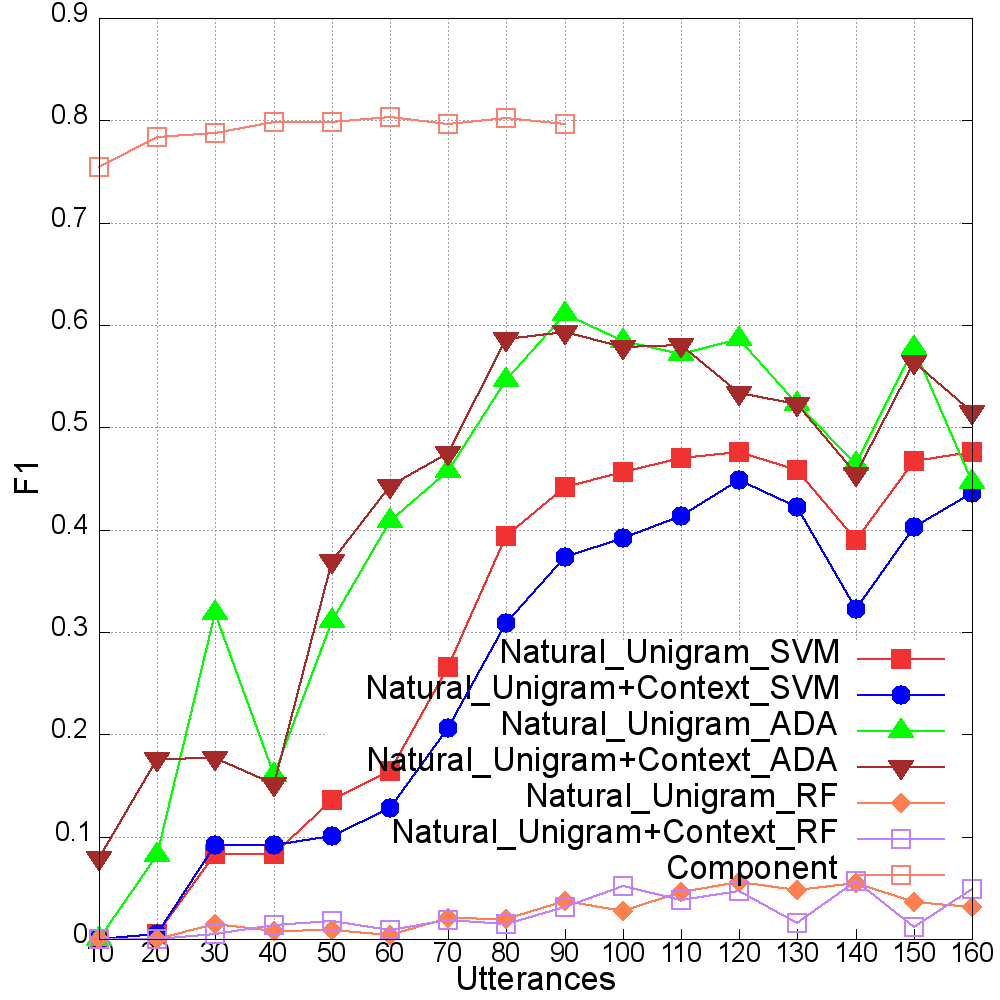 0.9
0.8
0.7
0.6
0.5
0.4
0.3
0.2
0.1
0
F1
Natural_Unigram_SVM
Natural_Unigram+Context_SVM
Natural_Unigram_ADA
Natural_Unigram+Context_ADA
Natural_Unigram_RF
Natural_Unigram+Context_RF
Component
10 20 30 40 50 60 70 80 90 100 110 120 130 140 150 160
Utterances